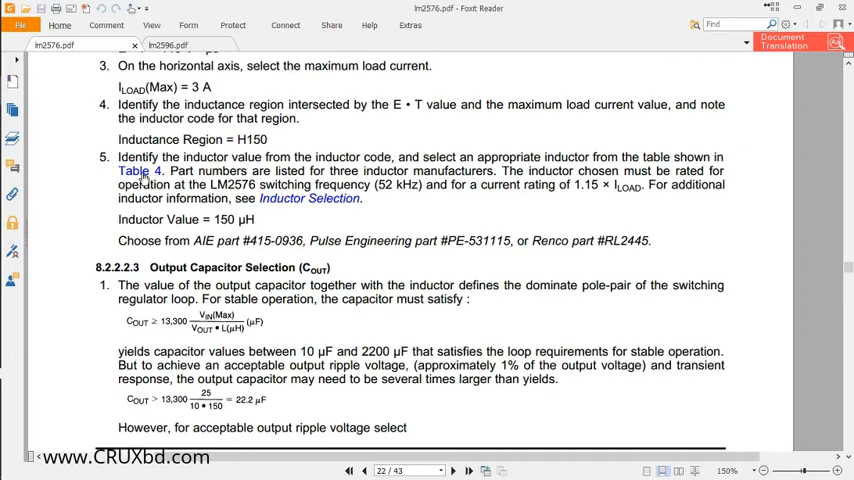 lm2576.pdf - Foxit Reader
File Home Comment View Form Protect Connect Share Help Extras
Find
lm2576.pdf
lm2596.pdf
Document
Translation
3. On the horizontal axis, select the maximum load current.
ILOAD(Max) = 3 A
4. Identify the inductance region intersected by the E • T value and the maximum load current value, and note
the inductor code for that region.
Inductance Region = H150
5. Identify the inductor value from the inductor code, and select an appropriate inductor from the table shown in
Table 4. Part numbers are listed for three inductor manufacturers. The inductor chosen must be rated for
operation at the LM2576 switching frequency (52 kHz) and for a current rating of 1.15 × ILOAD. For additional
inductor information, see Inductor Selection.
Inductor Value = 150 μH
Choose from AIE part #415-0936, Pulse Engineering part #PE-531115, or Renco part #RL2445.
8.2.2.2.3 Output Capacitor Selection (COUT)
1. The value of the output capacitor together with the inductor defines the dominate pole-pair of the switching
regulator loop. For stable operation, the capacitor must satisfy :
COUT ≥ 13,300 VIN(Max) / VOUT • L(μH) (μF)
yields capacitor values between 10 μF and 2200 μF that satisfies the loop requirements for stable operation.
But to achieve an acceptable output ripple voltage, (approximately 1% of the output voltage) and transient
response, the output capacitor may need to be several times larger than yields.
COUT > 13,300 25 / 10 • 150 = 22.2 μF
However, for acceptable output ripple voltage select
www.CRUXbd.com
22 / 43
150%